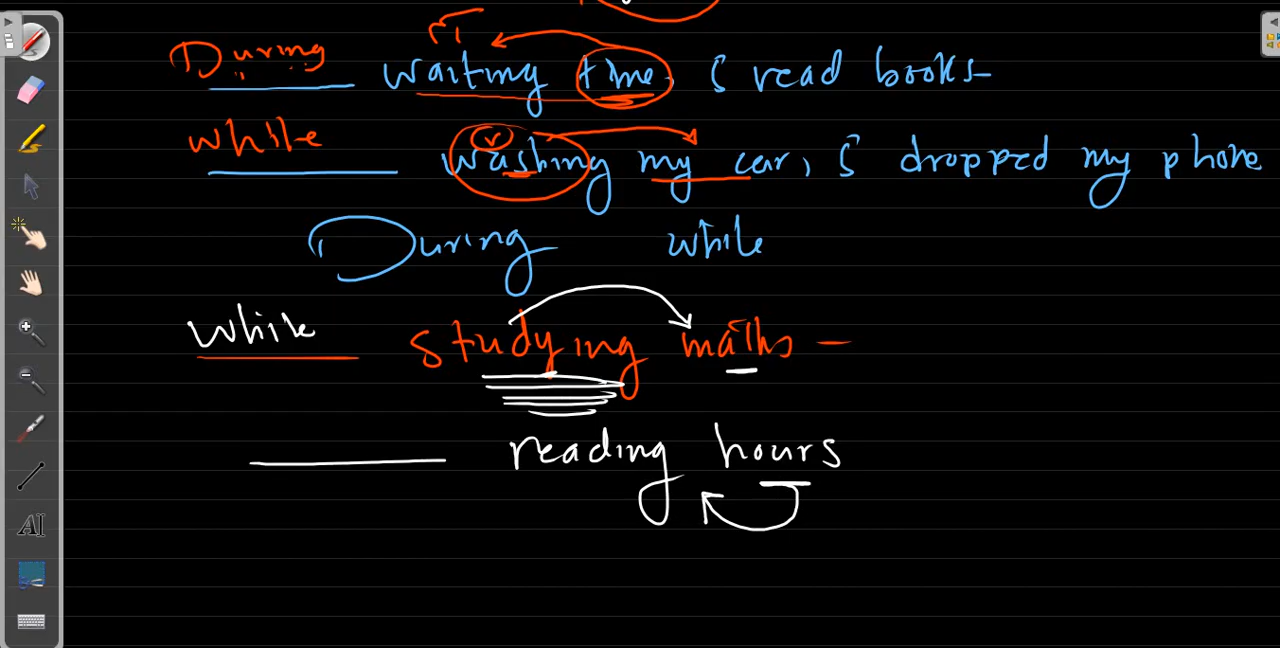 During waiting time, I read books
while washing my car, I dropped my phone
During while
While studying maths
reading hours